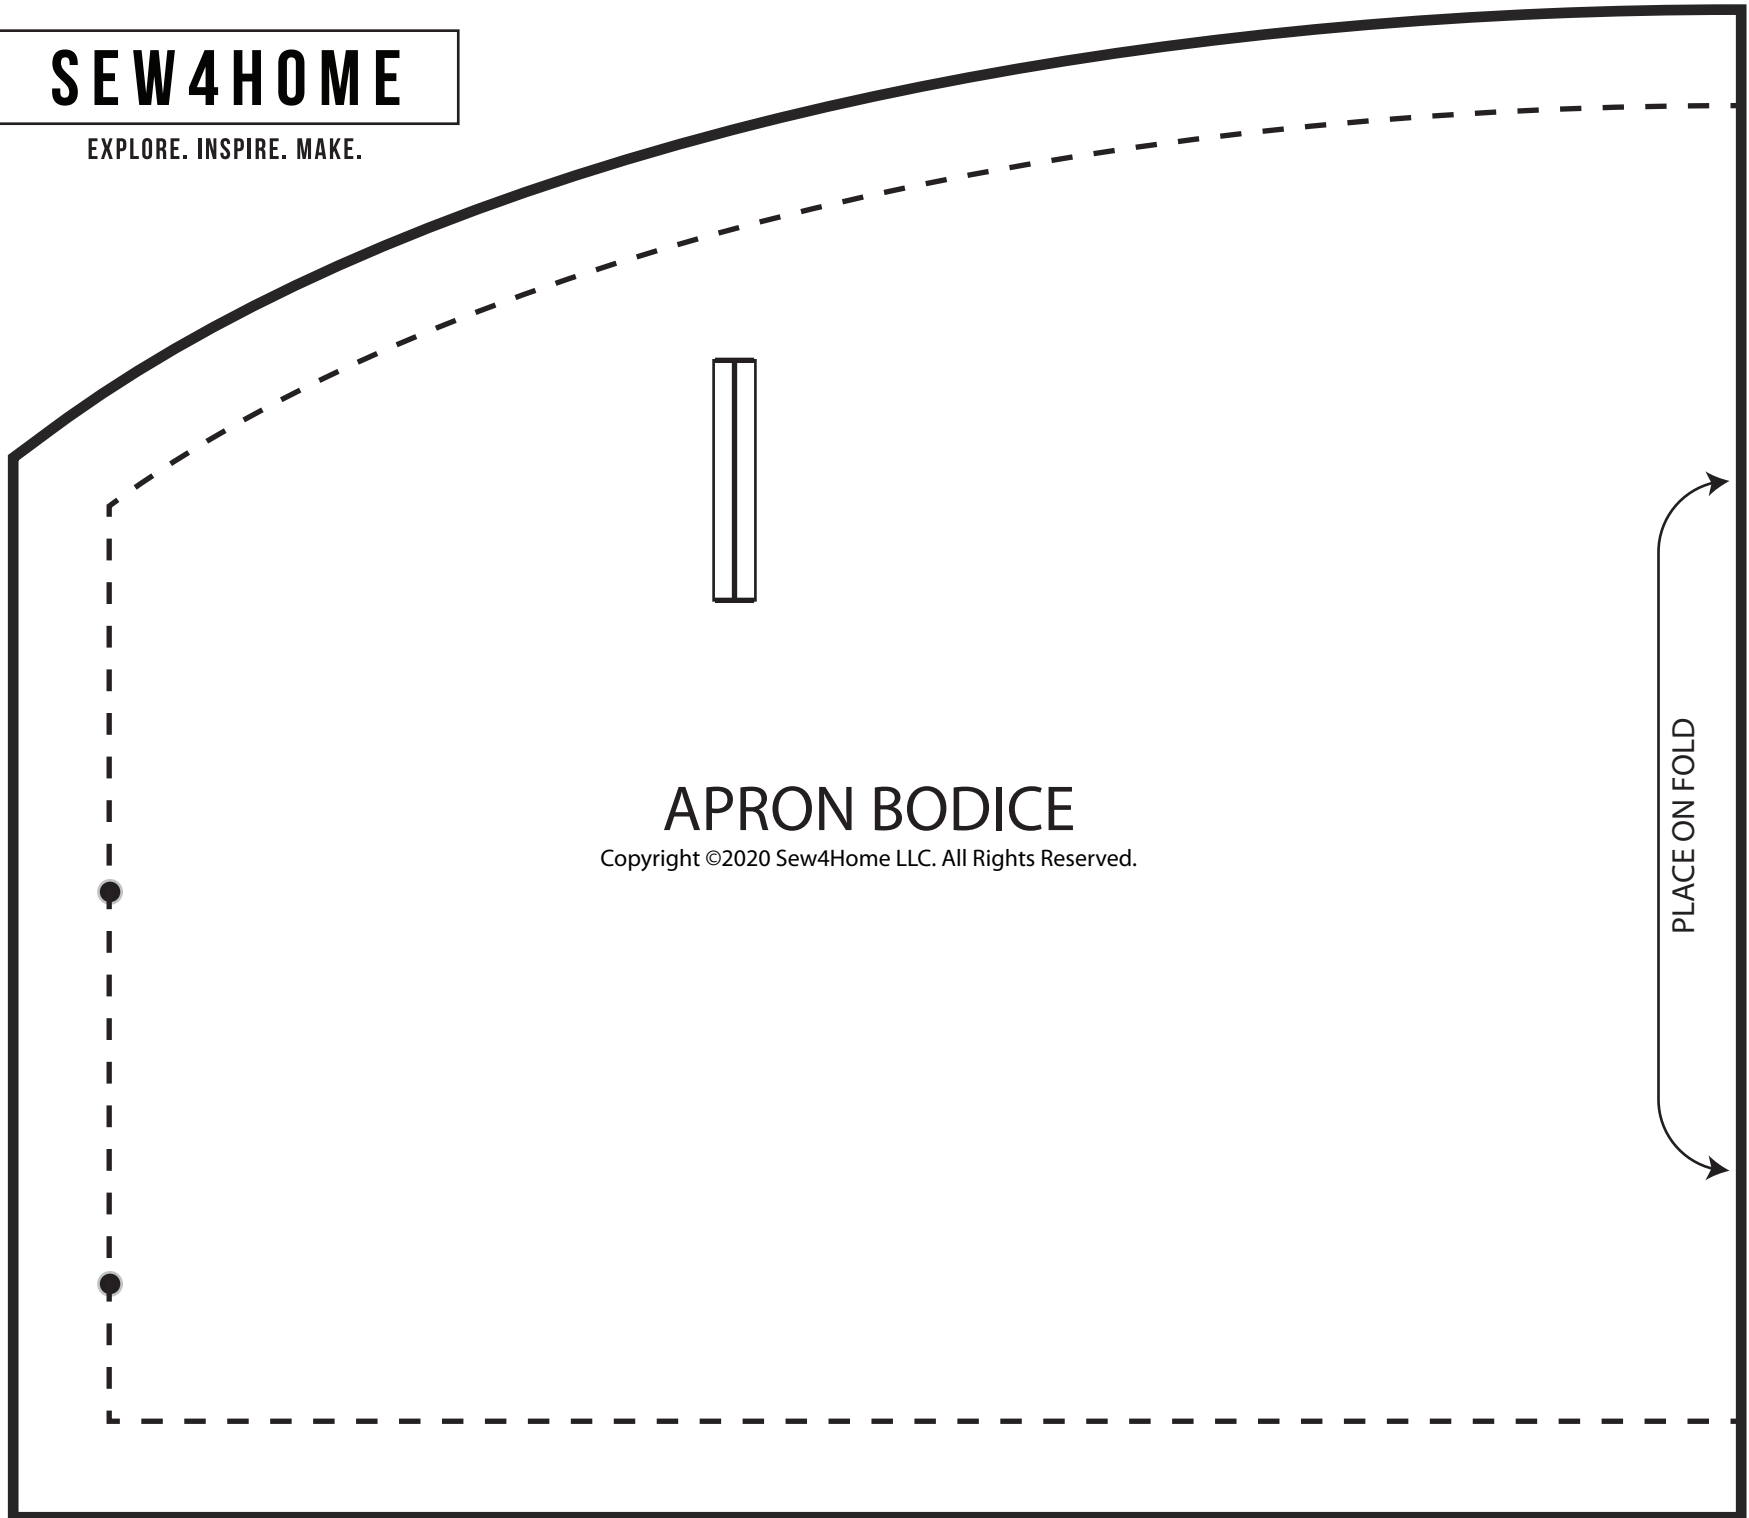 SEW4HOME
EXPLORE. INSPIRE. MAKE.
APRON BODICE
Copyright ©2020 Sew4Home LLC. All Rights Reserved.
PLACE ON FOLD